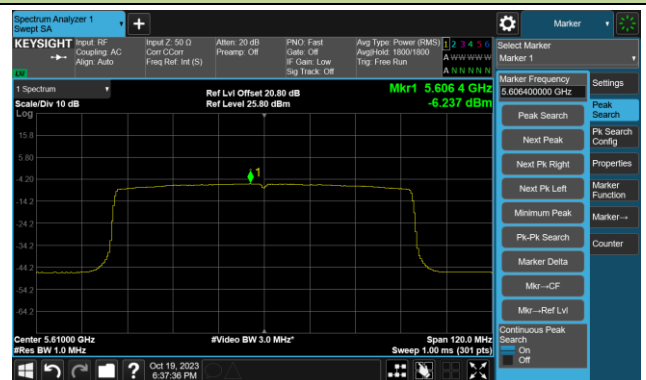 Spectrum Analyzer 1
Swept SA
Marker
KEYSIGHT
Input: RF
Coupling: AC
Align: Auto
Input Z: 50 Ω
Corr CCorr
Freq Ref: Int (S)
Atten: 20 dB
Preamp: Off
PNO: Fast
Gate: Off
IF Gain: Low
Sig Track: Off
Avg Type: Power (RMS)
Avg|Hold: 1800/1800
Trig: Free Run
1 2 3 4 5 6
A W W W W W
A N N N N N
Select Marker
Marker 1
1 Spectrum
Scale/Div 10 dB
Log
Ref Lvl Offset 20.80 dB
Ref Level 25.80 dBm
Mkr1 5.606 4 GHz
-6.237 dBm
15.8
5.80
-4.20
-14.2
-24.2
-34.2
-44.2
-54.2
-64.2
1
Center 5.61000 GHz
#Res BW 1.0 MHz
#Video BW 3.0 MHz*
Span 120.0 MHz
Sweep 1.00 ms (301 pts)
Marker Frequency
5.606400000 GHz
Peak Search
Next Peak
Next Pk Right
Next Pk Left
Minimum Peak
Pk-Pk Search
Marker Delta
Mkr→CF
Mkr→Ref Lvl
Continuous Peak
Search
On
Off
Settings
Peak
Search
Pk Search
Config
Properties
Marker
Function
Marker→
Counter
Oct 19, 2023
6:37:36 PM